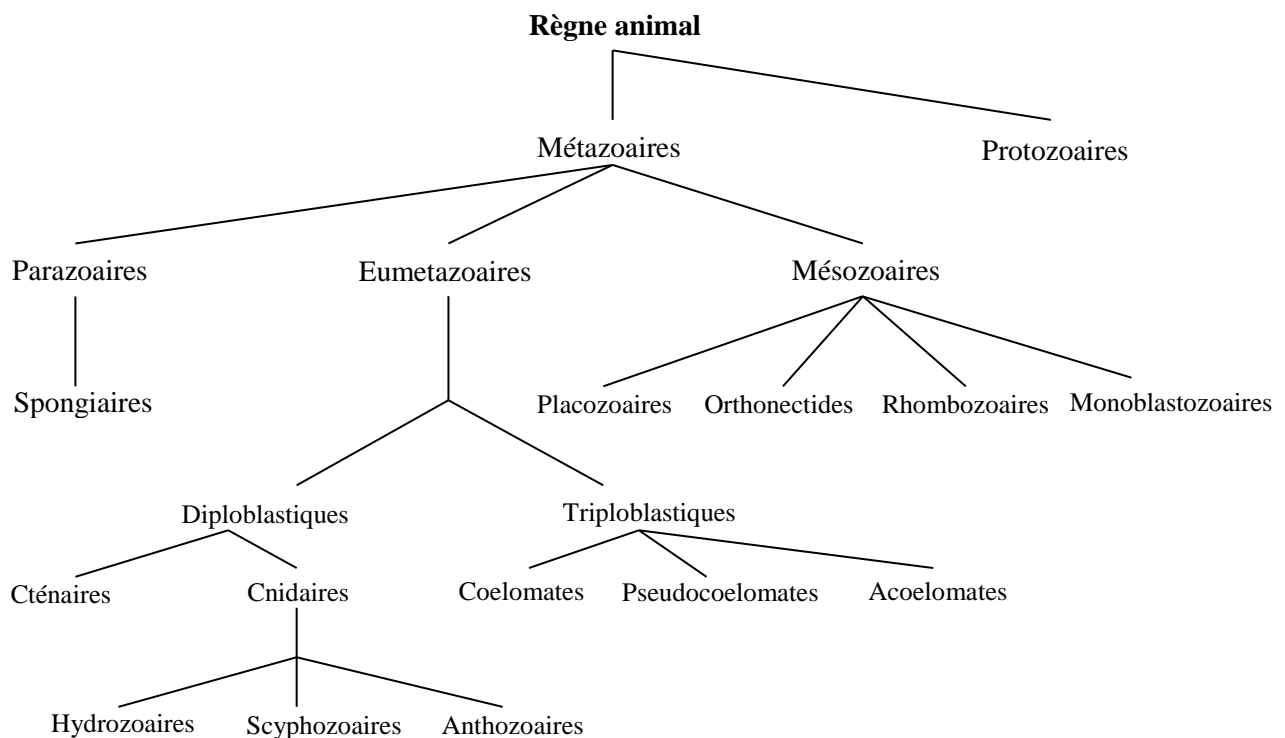 Règne animal
Métazoaires
Protozoaires
Parazoaires
Eumetazoaires
Mésozoaires
Spongiaires
Placozoaires
Orthonectides
Rhombozoaires
Monoblastozoaires
Diploblastiques
Triploblastiques
Cténaires
Cnidaires
Coelomates
Pseudocoelomates
Acoelomates
Hydrozoaires
Scyphozoaires
Anthozoaires